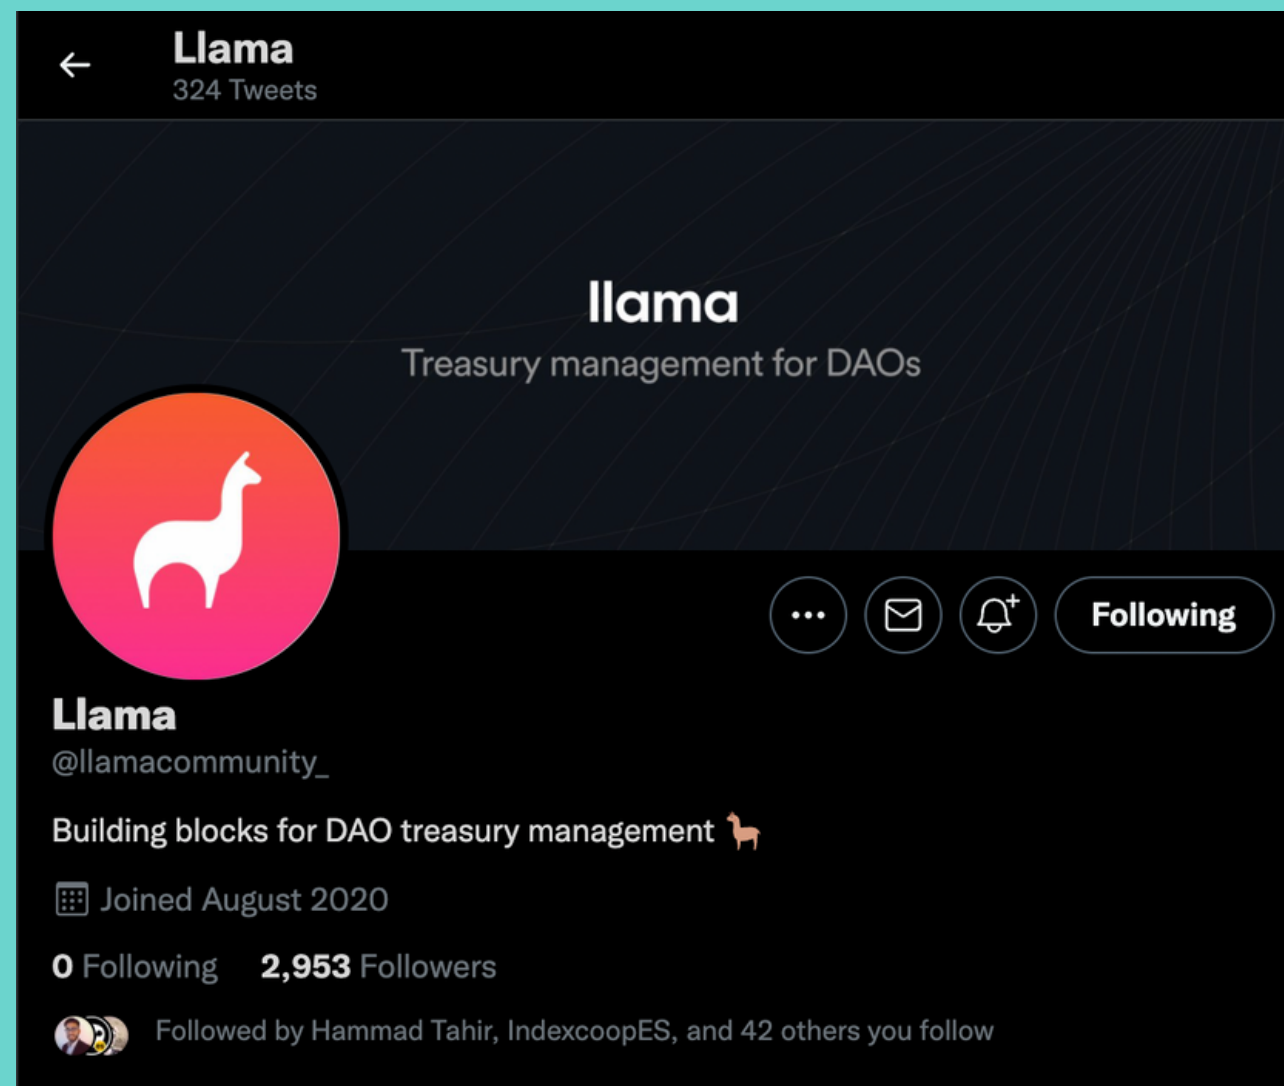 Llama
324 Tweets
llama
Treasury management for DAOs
Following
Llama
@llamacommunity_
Building blocks for DAO treasury management 🦙
Joined August 2020
0 Following 2,953 Followers
Followed by Hammad Tahir, IndexcoopES, and 42 others you follow